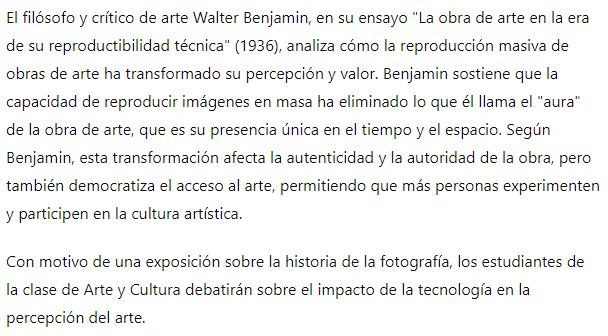 El filósofo y crítico de arte Walter Benjamin, en su ensayo "La obra de arte en la era
de su reproductibilidad técnica" (1936), analiza cómo la reproducción masiva de
obras de arte ha transformado su percepción y valor. Benjamin sostiene que la
capacidad de reproducir imágenes en masa ha eliminado lo que él llama el "aura"
de la obra de arte, que es su presencia única en el tiempo y el espacio. Según
Benjamin, esta transformación afecta la autenticidad y la autoridad de la obra, pero
también democratiza el acceso al arte, permitiendo que más personas experimenten
y participen en la cultura artística.
Con motivo de una exposición sobre la historia de la fotografía, los estudiantes de
la clase de Arte y Cultura debatirán sobre el impacto de la tecnología en la
percepción del arte.